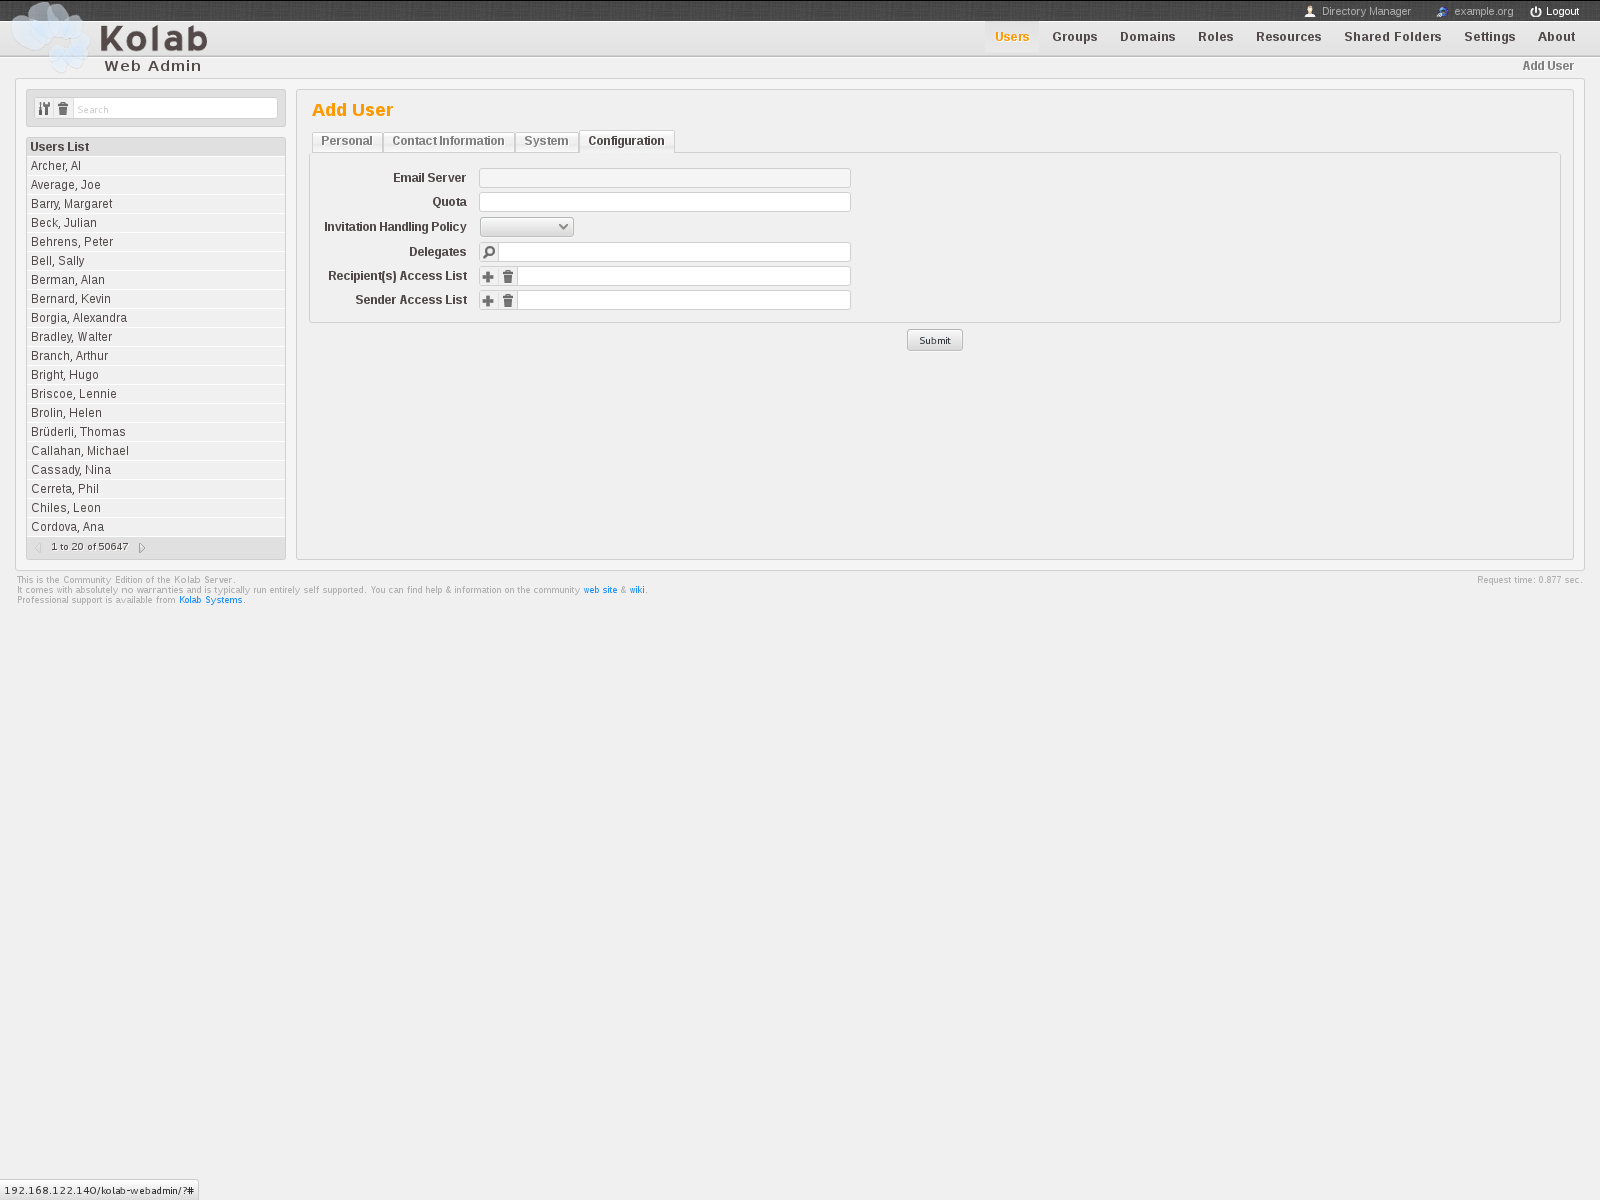 Directory Manager example.org Logout
Kolab
Web Admin
Users Groups Domains Roles Resources Shared Folders Settings About
Add User
Search
Users List
Archer, Al
Average, Joe
Barry, Margaret
Beck, Julian
Behrens, Peter
Bell, Sally
Berman, Alan
Bernard, Kevin
Borgia, Alexandra
Bradley, Walter
Branch, Arthur
Bright, Hugo
Briscoe, Lennie
Brolin, Helen
Brüderli, Thomas
Callahan, Michael
Cassady, Nina
Cerreta, Phil
Chiles, Leon
Cordova, Ana
1 to 20 of 50647
Add User
Personal Contact Information System Configuration
Email Server
Quota
Invitation Handling Policy
Delegates
Recipient(s) Access List
Sender Access List
Submit
This is the Community Edition of the Kolab Server.
It comes with absolutely no warranties and is typically run entirely self supported. You can find help & information on the community web site & wiki.
Professional support is available from Kolab Systems.
Request time: 0.877 sec.
192.168.122.140/kolab-webadmin/?#